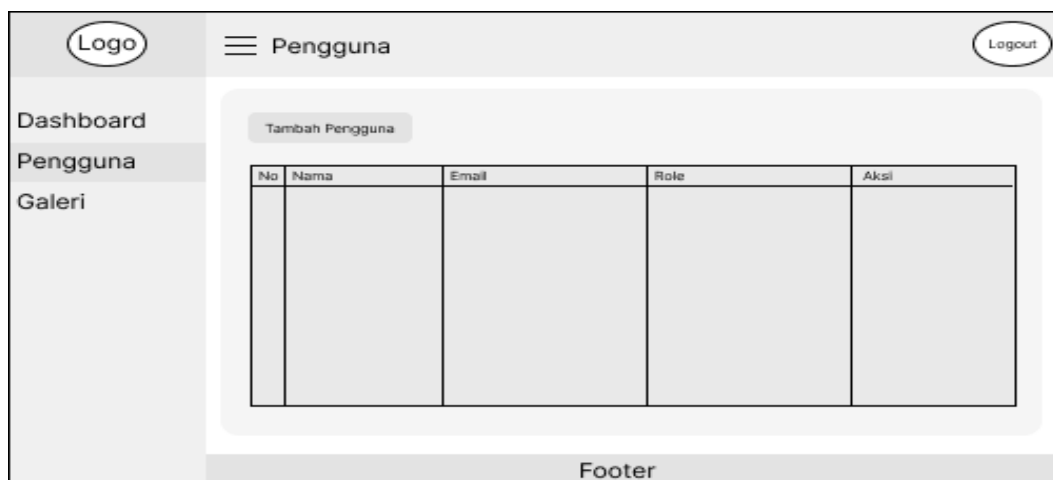 Logo
Pengguna
Logout
Dashboard
Pengguna
Galeri
Tambah Pengguna
No Nama Email Role Aksi
Footer